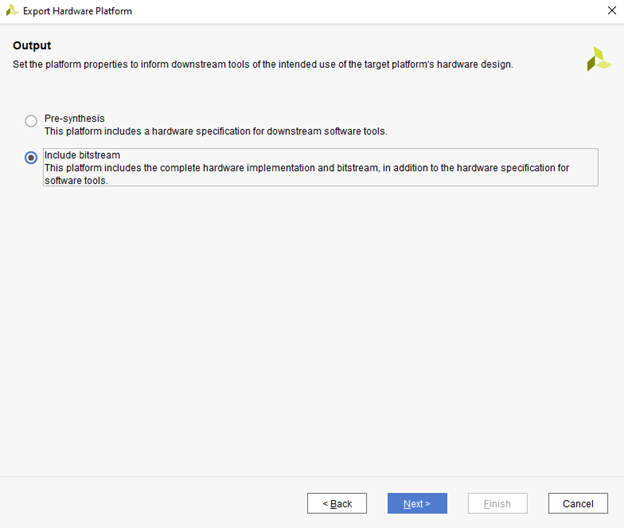 Export Hardware Platform
Output
Set the platform properties to inform downstream tools of the intended use of the target platform's hardware design.
Pre-synthesis
This platform includes a hardware specification for downstream software tools.
Include bitstream
This platform includes the complete hardware implementation and bitstream, in addition to the hardware specification for
software tools.
< Back
Next >
Finish
Cancel